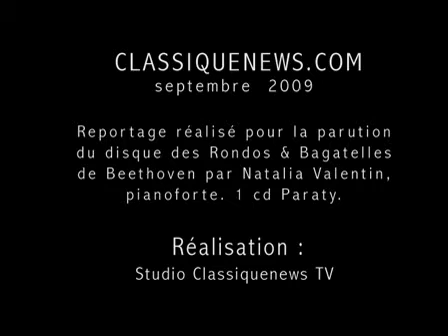 CLASSIQUENEWS.COM
septembre 2009
Reportage réalisé pour la parution
du disque des Rondos & Bagatelles
de Beethoven par Natalia Valentin,
pianoforte. 1 cd Paraty.
Réalisation :
Studio Classiquenews TV